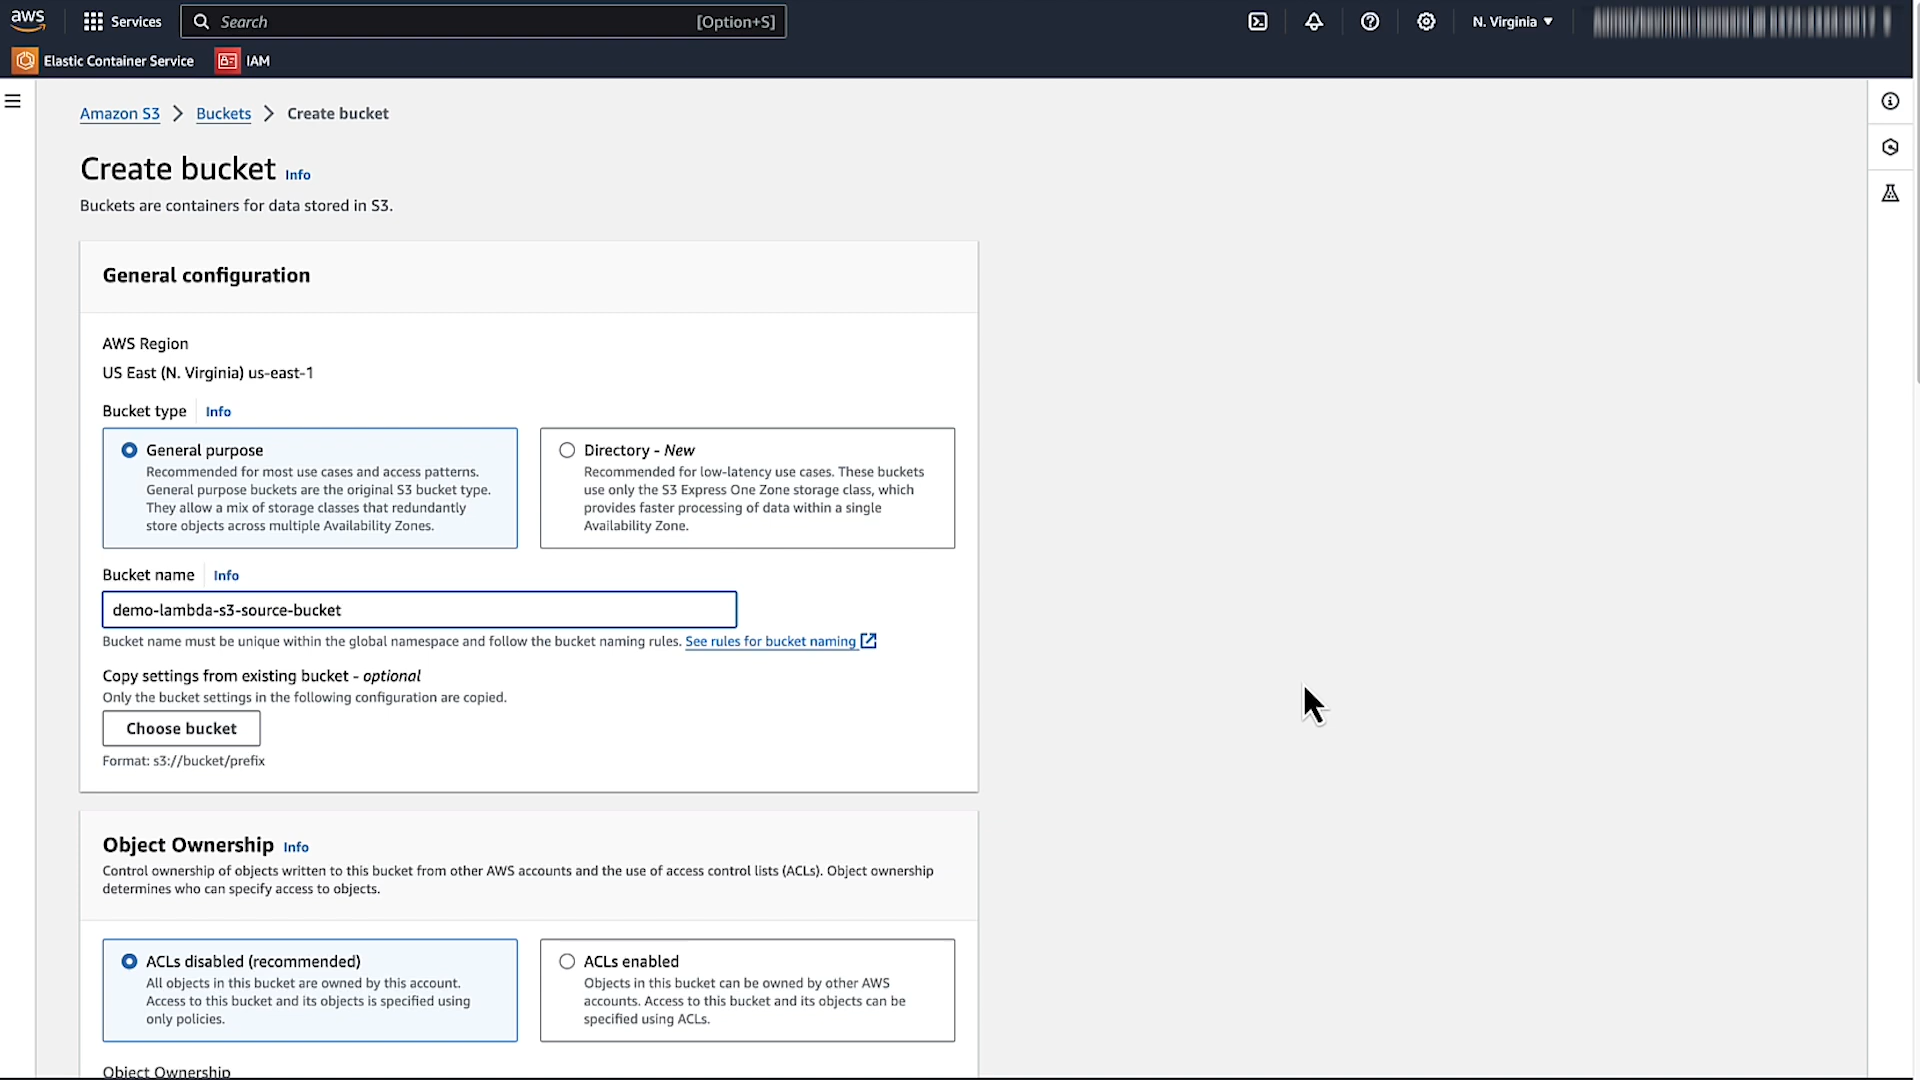 aws
Services
Search
[Option+S]
N. Virginia
Elastic Container Service
IAM
Amazon S3
Buckets
Create bucket
Create bucket
Info
Buckets are containers for data stored in S3.
General configuration
AWS Region
US East (N. Virginia) us-east-1
Bucket type
Info
General purpose
Recommended for most use cases and access patterns.
General purpose buckets are the original S3 bucket type.
They allow a mix of storage classes that redundantly
store objects across multiple Availability Zones.
Directory - New
Recommended for low-latency use cases. These buckets
use only the S3 Express One Zone storage class, which
provides faster processing of data within a single
Availability Zone.
Bucket name
Info
demo-lambda-s3-source-bucket
Bucket name must be unique within the global namespace and follow the bucket naming rules. See rules for bucket naming
Copy settings from existing bucket - optional
Only the bucket settings in the following configuration are copied.
Choose bucket
Format: s3://bucket/prefix
Object Ownership
Info
Control ownership of objects written to this bucket from other AWS accounts and the use of access control lists (ACLs). Object ownership
determines who can specify access to objects.
ACLs disabled (recommended)
All objects in this bucket are owned by this account.
Access to this bucket and its objects is specified using
only policies.
ACLs enabled
Objects in this bucket can be owned by other AWS
accounts. Access to this bucket and its objects can be
specified using ACLs.
Object Ownership